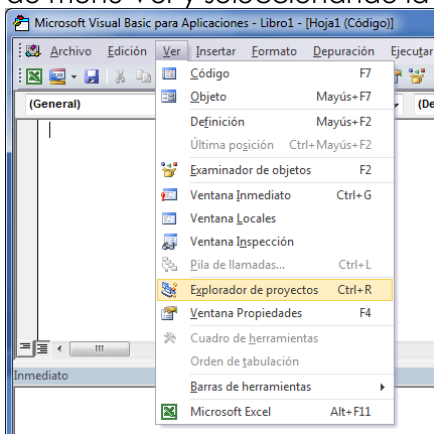 de menú Ver y seleccionando la
Microsoft Visual Basic para Aplicaciones - Libro1 - [Hoja1 (Código)]
Archivo Edición Ver Insertar Formato Depuración Ejecutar
(General)
Código F7
Objeto Mayús+F7
Definición Mayús+F2
Última posición Ctrl+Mayús+F2
Examinador de objetos F2
Ventana Inmediato Ctrl+G
Ventana Locales
Ventana Inspección
Pila de llamadas... Ctrl+L
Explorador de proyectos Ctrl+R
Ventana Propiedades F4
Cuadro de herramientas
Orden de tabulación
Barras de herramientas
Microsoft Excel Alt+F11
Inmediato